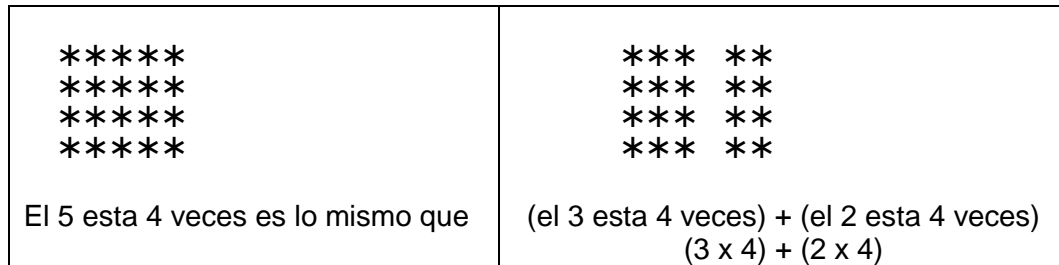 ***** 
*****
*****
*****
El 5 esta 4 veces es lo mismo que
*** **
*** **
*** **
*** **
(el 3 esta 4 veces) + (el 2 esta 4 veces)
(3 x 4) + (2 x 4)